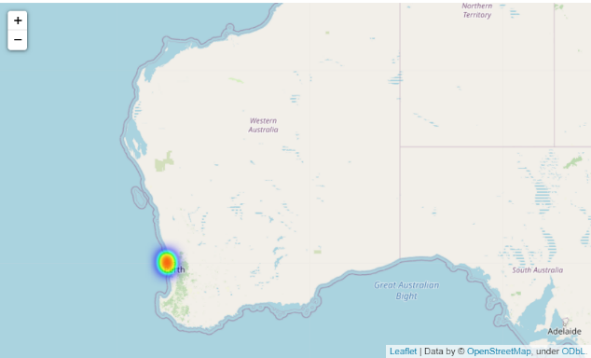 +
−
Northern
Territory
Western
Australia
th
South Australia
Great Australian
Bight
Adelaide
Leaflet | Data by © OpenStreetMap, under ODbL.